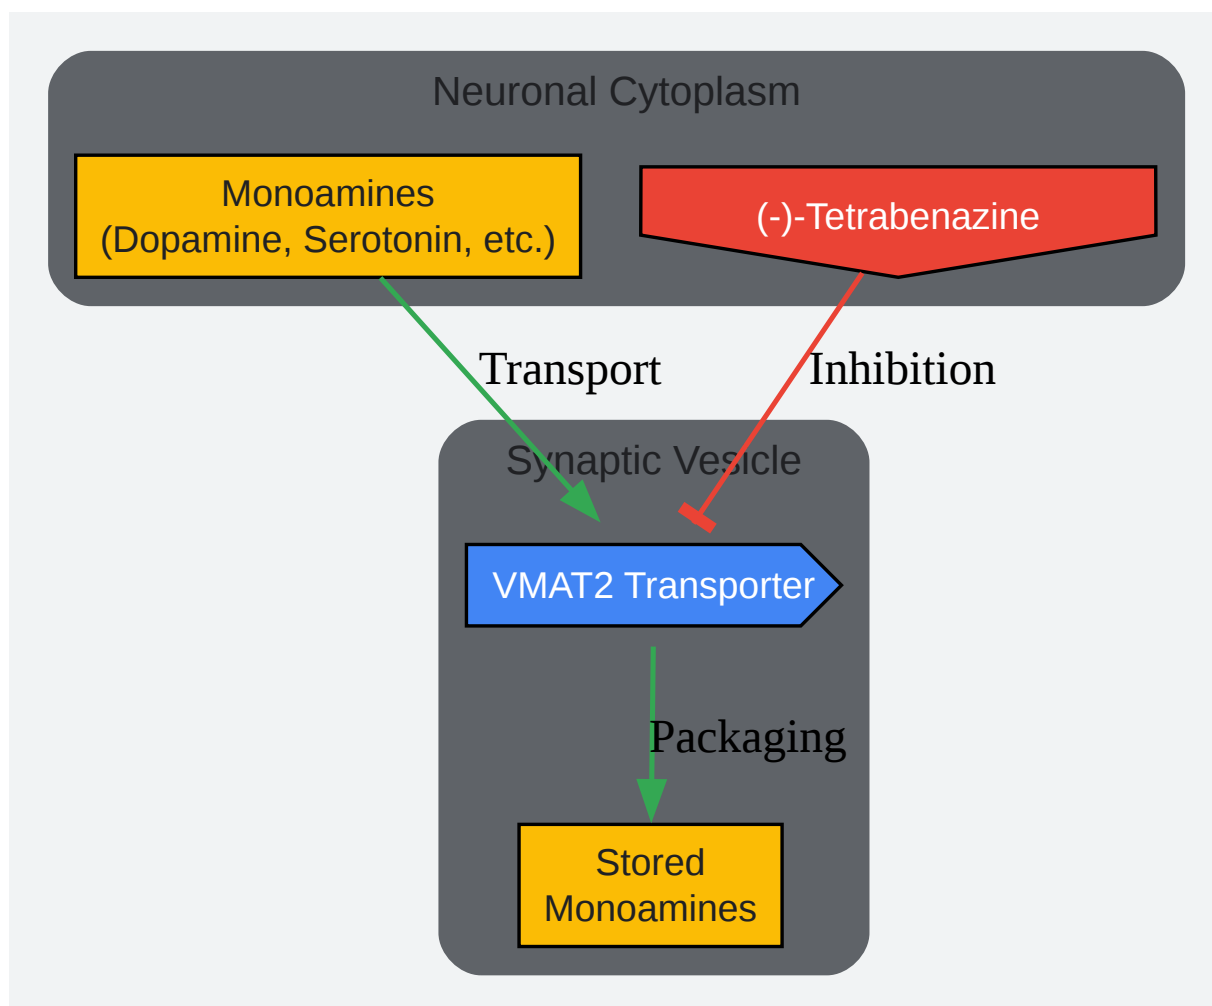 Neuronal Cytoplasm
Monoamines
(Dopamine, Serotonin, etc.)
(-)-Tetrabenazine
Transport
Inhibition
Synaptic Vesicle
VMAT2 Transporter
Packaging
Stored
Monoamines